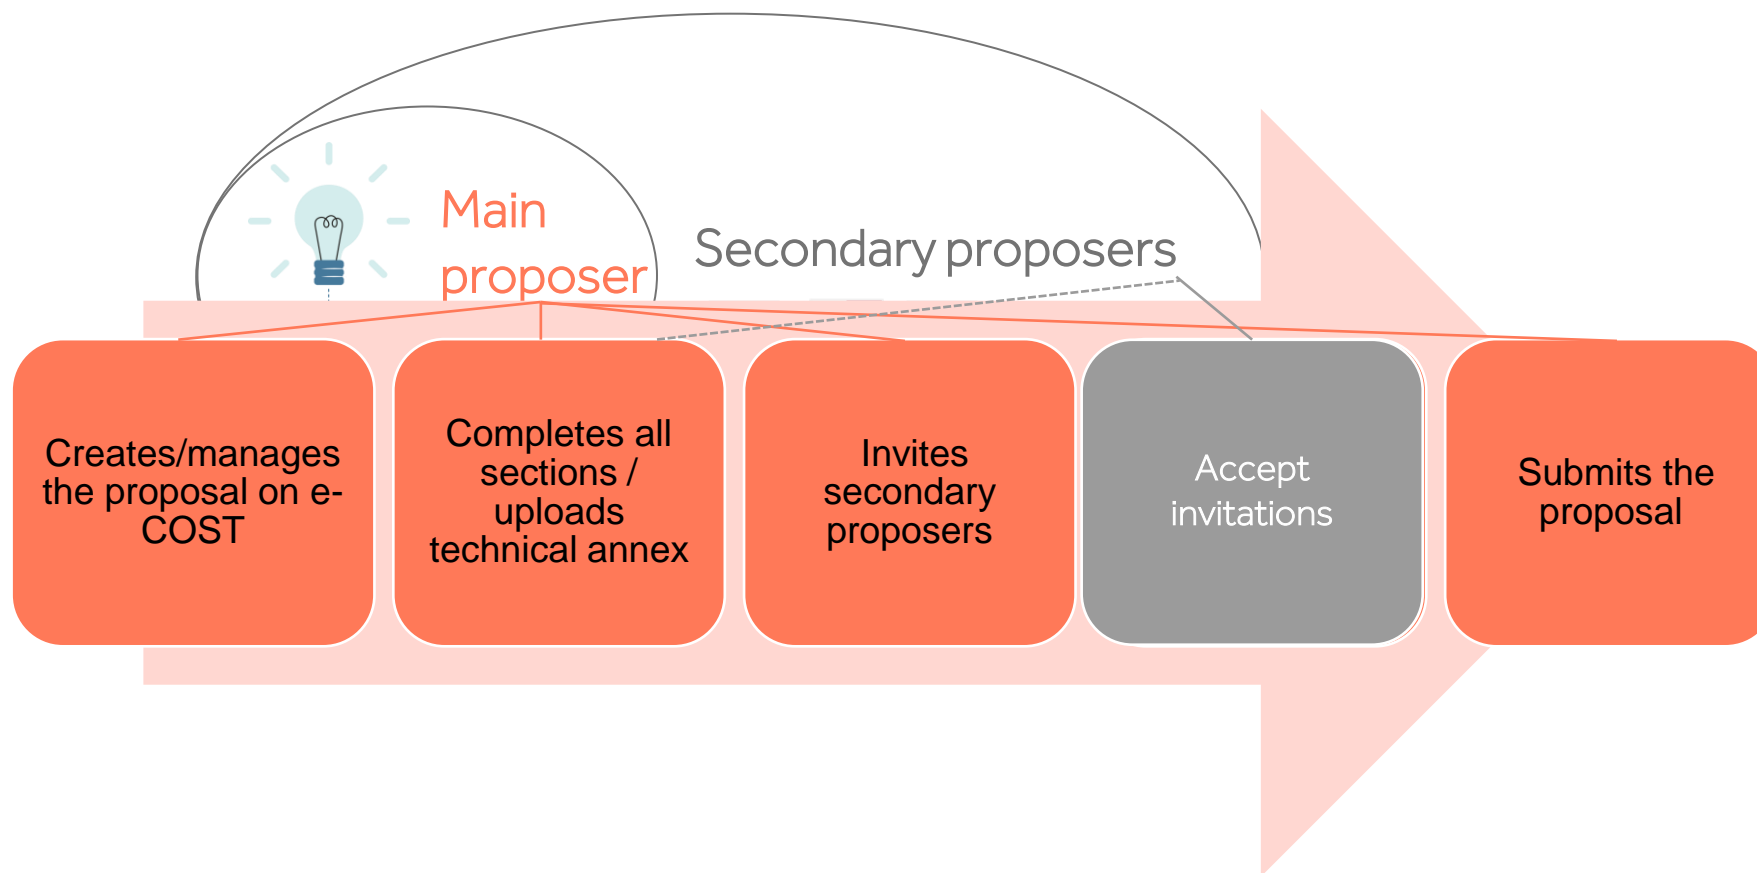 Main
proposer
Secondary proposers
Creates/manages
the proposal on e-
COST
Completes all
sections /
uploads
technical annex
Invites
secondary
proposers
Accept
invitations
Submits the
proposal